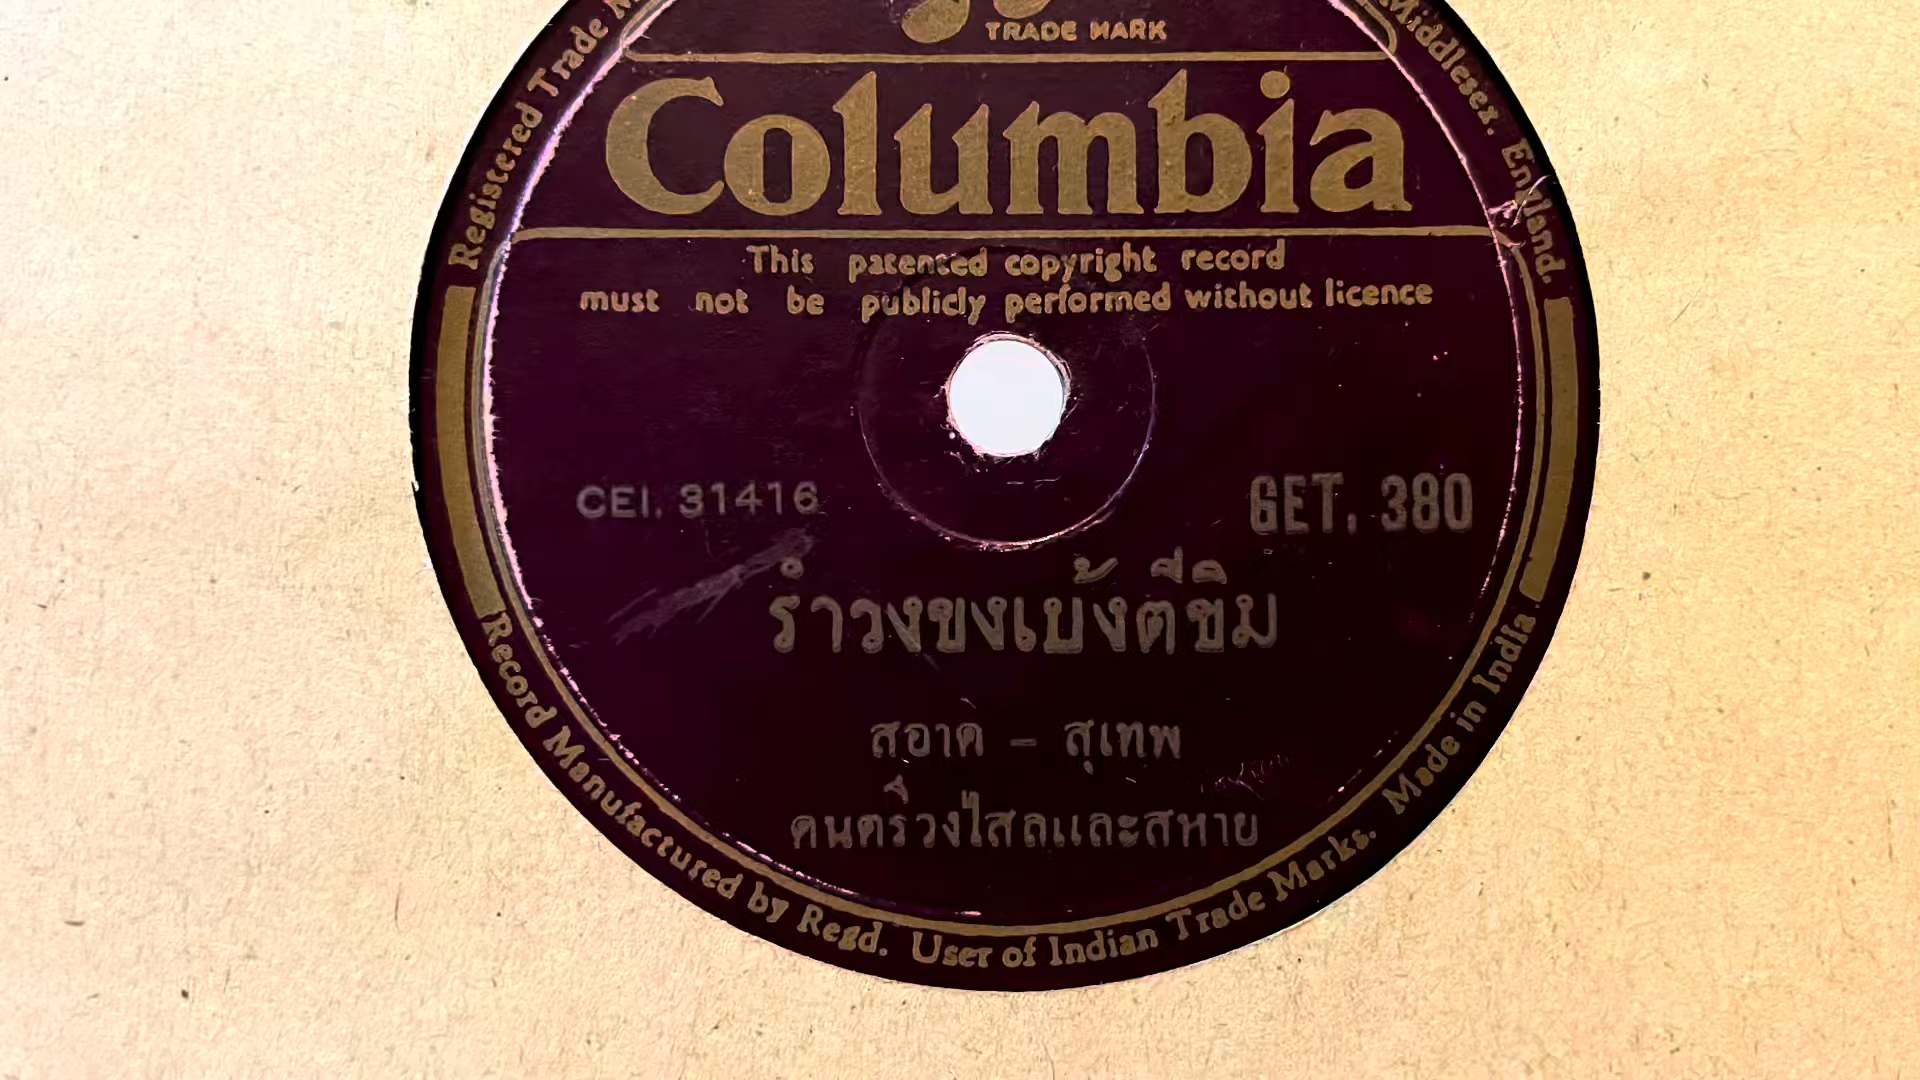 TRADE MARK
Columbia
This patented copyright record
must not be publicly performed without licence
CEI. 31416
GET. 380
รำวงขงเบ้งตีขิม
สอาด – สุเทพ
ดนตรีวงไสลและสหาย
Registered Trade
Middlesex. England.
Record Manufactured by Regd. User of Indian Trade Marks. Made in India.